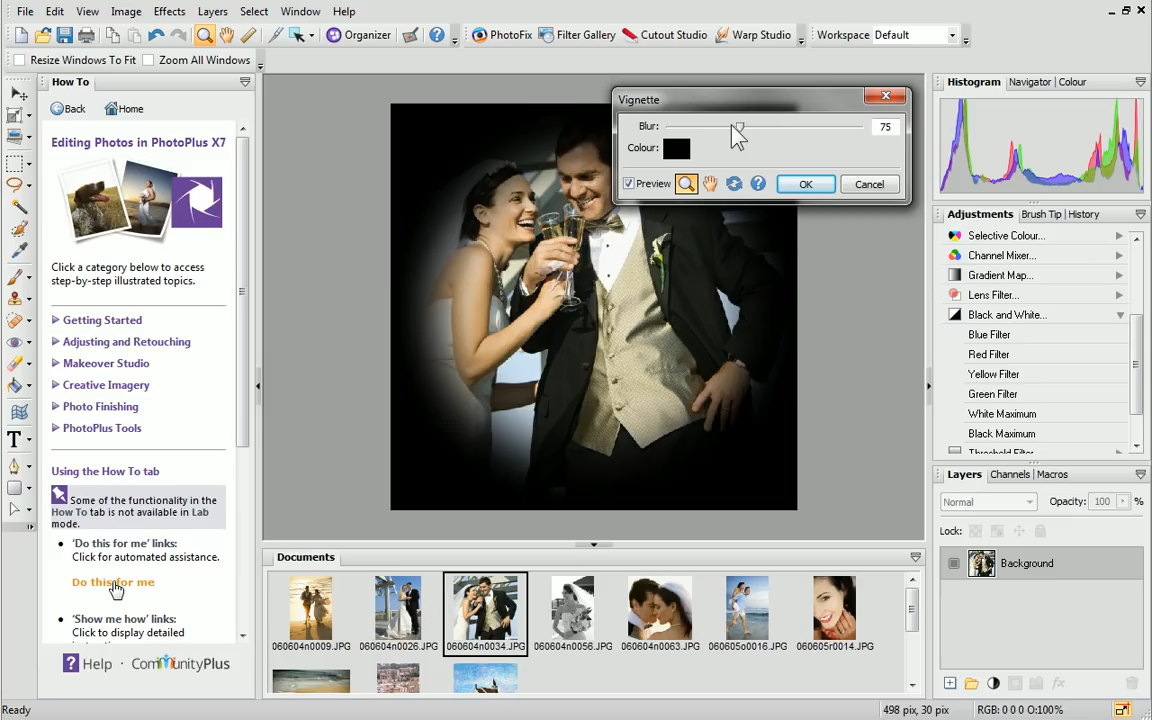 File Edit View Image Effects Layers Select Window Help
Organizer PhotoFix Filter Gallery Cutout Studio Warp Studio Workspace Default
Resize Windows To Fit Zoom All Windows
How To
Back Home
Editing Photos in PhotoPlus X7
Click a category below to access
step-by-step illustrated topics.
Getting Started
Adjusting and Retouching
Makeover Studio
Creative Imagery
Photo Finishing
PhotoPlus Tools
Using the How To tab
Some of the functionality in the
How To tab is not available in Lab
mode.
'Do this for me' links:
Click for automated assistance.
Do this for me
'Show me how' links:
Click to display detailed
Help · CommunityPlus
Vignette
Blur: 75
Colour:
Preview OK Cancel
Documents
060604n0009.JPG 060604n0026.JPG 060604n0034.JPG 060604n0056.JPG 060604n0063.JPG 060605n0016.JPG 060605r0014.JPG
Histogram Navigator | Colour
Adjustments Brush Tip | History
Selective Colour...
Channel Mixer...
Gradient Map...
Lens Filter...
Black and White...
Blue Filter
Red Filter
Yellow Filter
Green Filter
White Maximum
Black Maximum
Threshold Filter
Layers Channels | Macros
Normal Opacity: 100 %
Lock:
Background
Ready 498 pix, 30 pix RGB: 0 0 0 O:100%